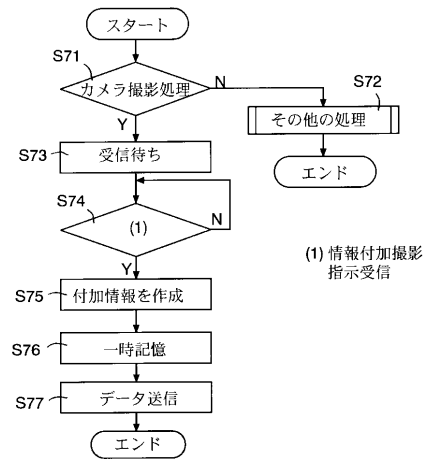 スタート
S71
カメラ撮影処理
N
S72
その他の処理
エンド
Y
S73
受信待ち
S74
(1)
N
Y
(1) 情報付加撮影
指示受信
S75
付加情報を作成
S76
一時記憶
S77
データ送信
エンド